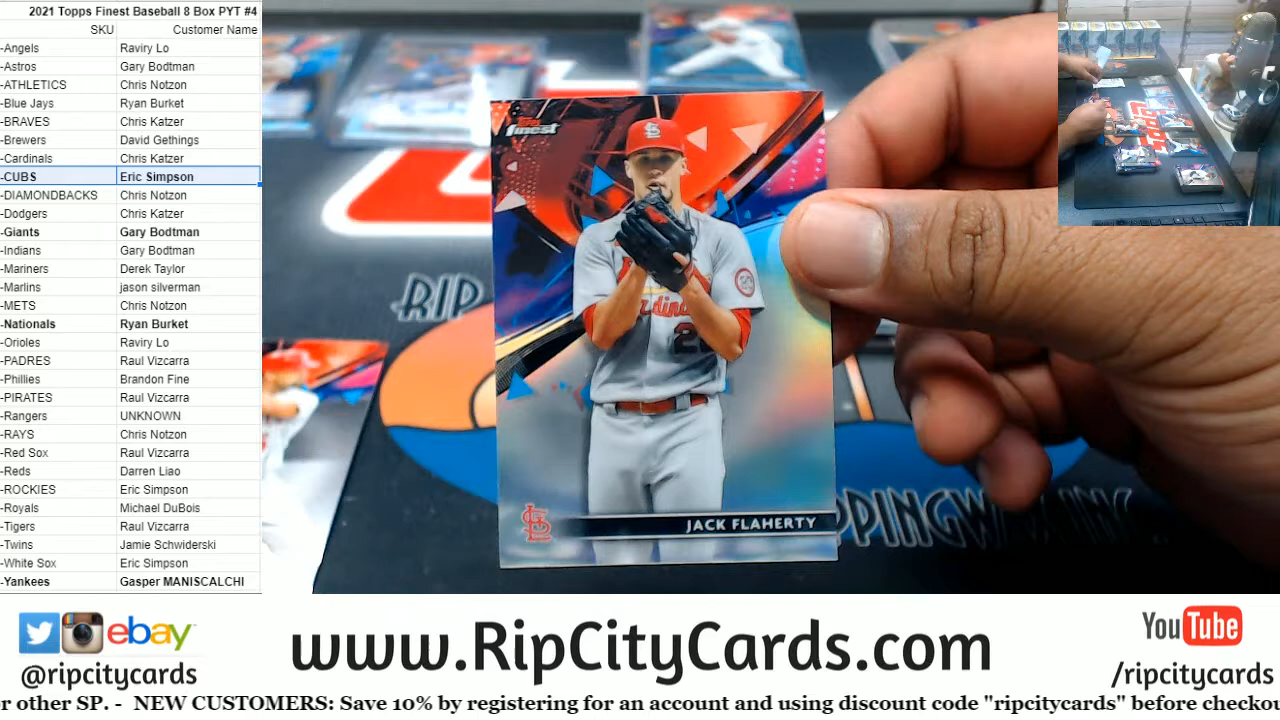 2021 Topps Finest Baseball 8 Box PYT #4
SKU Customer Name
-Angels Raviry Lo
-Astros Gary Bodtman
-ATHLETICS Chris Notzon
-Blue Jays Ryan Burket
-BRAVES Chris Katzer
-Brewers David Gethings
-Cardinals Chris Katzer
-CUBS Eric Simpson
-DIAMONDBACKS Chris Notzon
-Dodgers Chris Katzer
-Giants Gary Bodtman
-Indians Gary Bodtman
-Mariners Derek Taylor
-Marlins jason silverman
-METS Chris Notzon
-Nationals Ryan Burket
-Orioles Raviry Lo
-PADRES Raul Vizcarra
-Phillies Brandon Fine
-PIRATES Raul Vizcarra
-Rangers UNKNOWN
-RAYS Chris Notzon
-Red Sox Raul Vizcarra
-Reds Darren Liao
-ROCKIES Eric Simpson
-Royals Michael DuBois
-Tigers Raul Vizcarra
-Twins Jamie Schwiderski
-White Sox Eric Simpson
-Yankees Gasper MANISCALCHI
Topps
finest
RIP
JACK FLAHERTY
ebay
@ripcitycards
www.RipCityCards.com
YouTube
/ripcitycards
r other SP. - NEW CUSTOMERS: Save 10% by registering for an account and using discount code "ripcitycards" before checkou